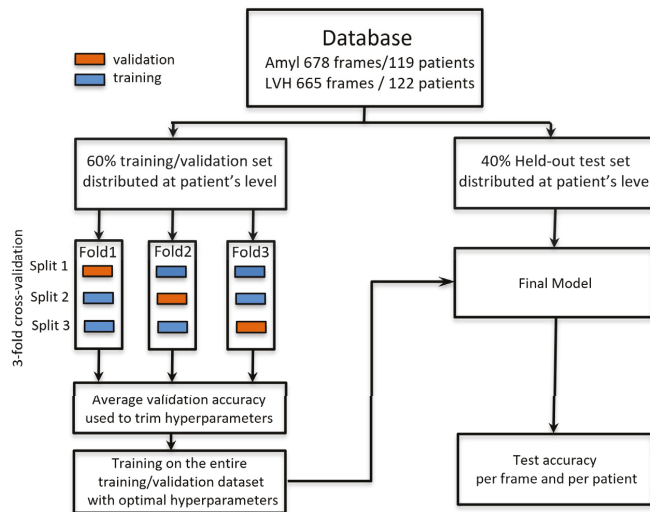 Database
Amyl 678 frames/119 patients
LVH 665 frames / 122 patients
validation
training
60% training/validation set
distributed at patient's level
40% Held-out test set
distributed at patient's level
3-fold cross-validation
Fold1
Fold2
Fold3
Split 1
Split 2
Split 3
Final Model
Average validation accuracy
used to trim hyperparameters
Training on the entire
training/validation dataset
with optimal hyperparameters
Test accuracy
per frame and per patient